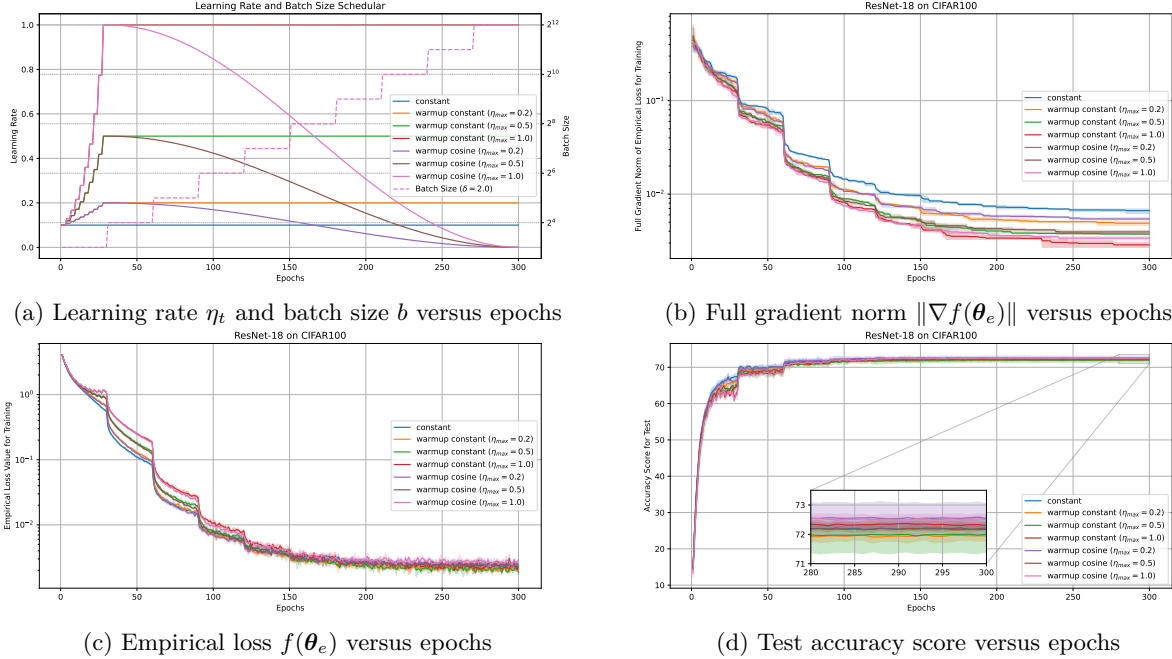 Learning Rate and Batch Size Schedular
Learning Rate
1.0
0.8
0.6
0.4
0.2
0.0
2^12
2^10
2^8
2^6
2^4
Batch Size
constant
warmup constant (η_max = 0.2)
warmup constant (η_max = 0.5)
warmup constant (η_max = 1.0)
warmup cosine (η_max = 0.2)
warmup cosine (η_max = 0.5)
warmup cosine (η_max = 1.0)
Batch Size (δ = 2.0)
0 50 100 150 200 250 300
Epochs
(a) Learning rate η_t and batch size b versus epochs
ResNet-18 on CIFAR100
Full Gradient Norm of Empirical Loss for Training
10^−1
10^−2
constant
warmup constant (η_max = 0.2)
warmup constant (η_max = 0.5)
warmup constant (η_max = 1.0)
warmup cosine (η_max = 0.2)
warmup cosine (η_max = 0.5)
warmup cosine (η_max = 1.0)
0 50 100 150 200 250 300
Epochs
(b) Full gradient norm ‖∇f(θ_e)‖ versus epochs
ResNet-18 on CIFAR100
Empirical Loss Value for Training
10^0
10^−1
10^−2
constant
warmup constant (η_max = 0.2)
warmup constant (η_max = 0.5)
warmup constant (η_max = 1.0)
warmup cosine (η_max = 0.2)
warmup cosine (η_max = 0.5)
warmup cosine (η_max = 1.0)
0 50 100 150 200 250 300
Epochs
(c) Empirical loss f(θ_e) versus epochs
ResNet-18 on CIFAR100
Accuracy Score for Test
70
60
50
40
30
20
10
73
72
71
280 285 290 295 300
constant
warmup constant (η_max = 0.2)
warmup constant (η_max = 0.5)
warmup constant (η_max = 1.0)
warmup cosine (η_max = 0.2)
warmup cosine (η_max = 0.5)
warmup cosine (η_max = 1.0)
0 50 100 150 200 250 300
Epochs
(d) Test accuracy score versus epochs